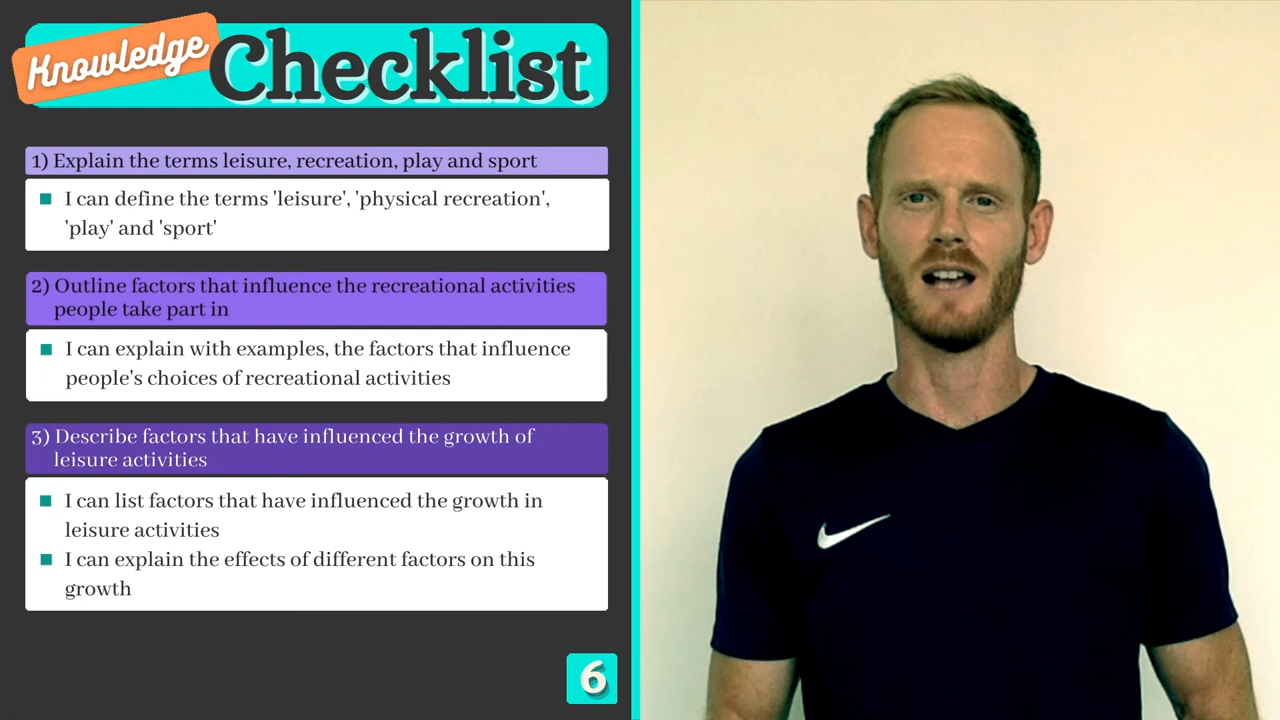 Knowledge Checklist
1) Explain the terms leisure, recreation, play and sport
I can define the terms 'leisure', 'physical recreation',
'play' and 'sport'
2) Outline factors that influence the recreational activities
people take part in
I can explain with examples, the factors that influence
people's choices of recreational activities
3) Describe factors that have influenced the growth of
leisure activities
I can list factors that have influenced the growth in
leisure activities
I can explain the effects of different factors on this
growth
6